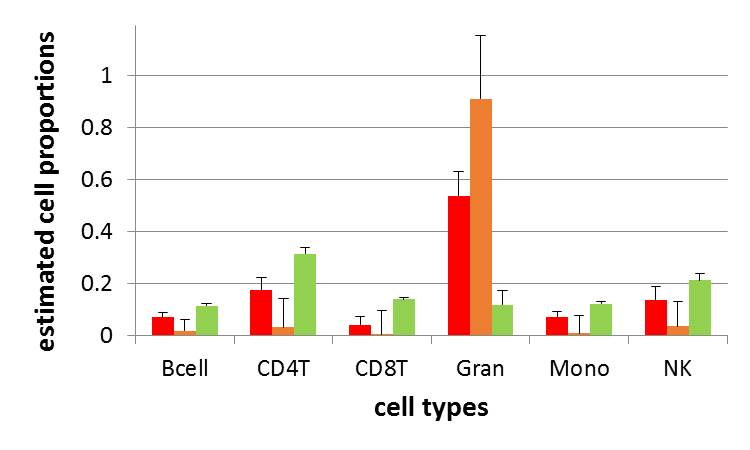 estimated cell proportions
1
0.8
0.6
0.4
0.2
0
Bcell CD4T CD8T Gran Mono NK
cell types